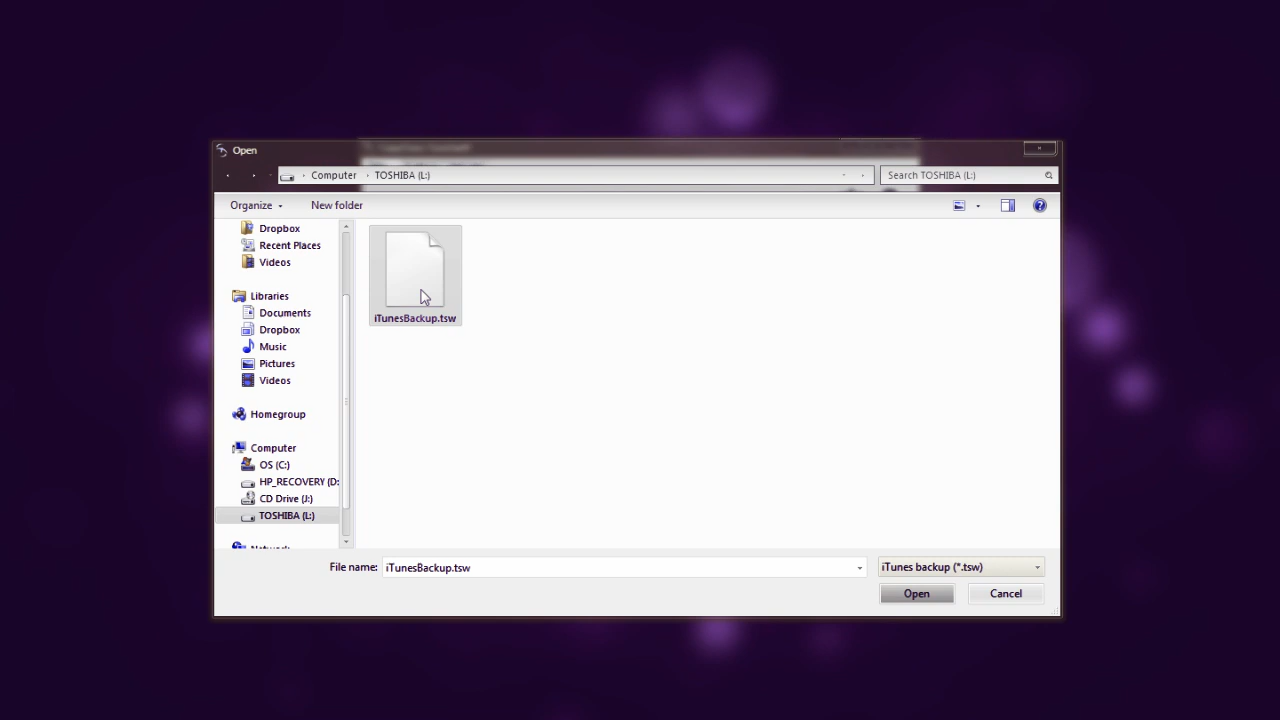 Open
Computer TOSHIBA (L:)
Search TOSHIBA (L:)
Organize
New folder
Dropbox
Recent Places
Videos
Libraries
Documents
Dropbox
Music
Pictures
Videos
Homegroup
Computer
OS (C:)
HP_RECOVERY (D:
CD Drive (J:)
TOSHIBA (L:)
Network
iTunesBackup.tsw
File name: iTunesBackup.tsw
iTunes backup (*.tsw)
Open
Cancel